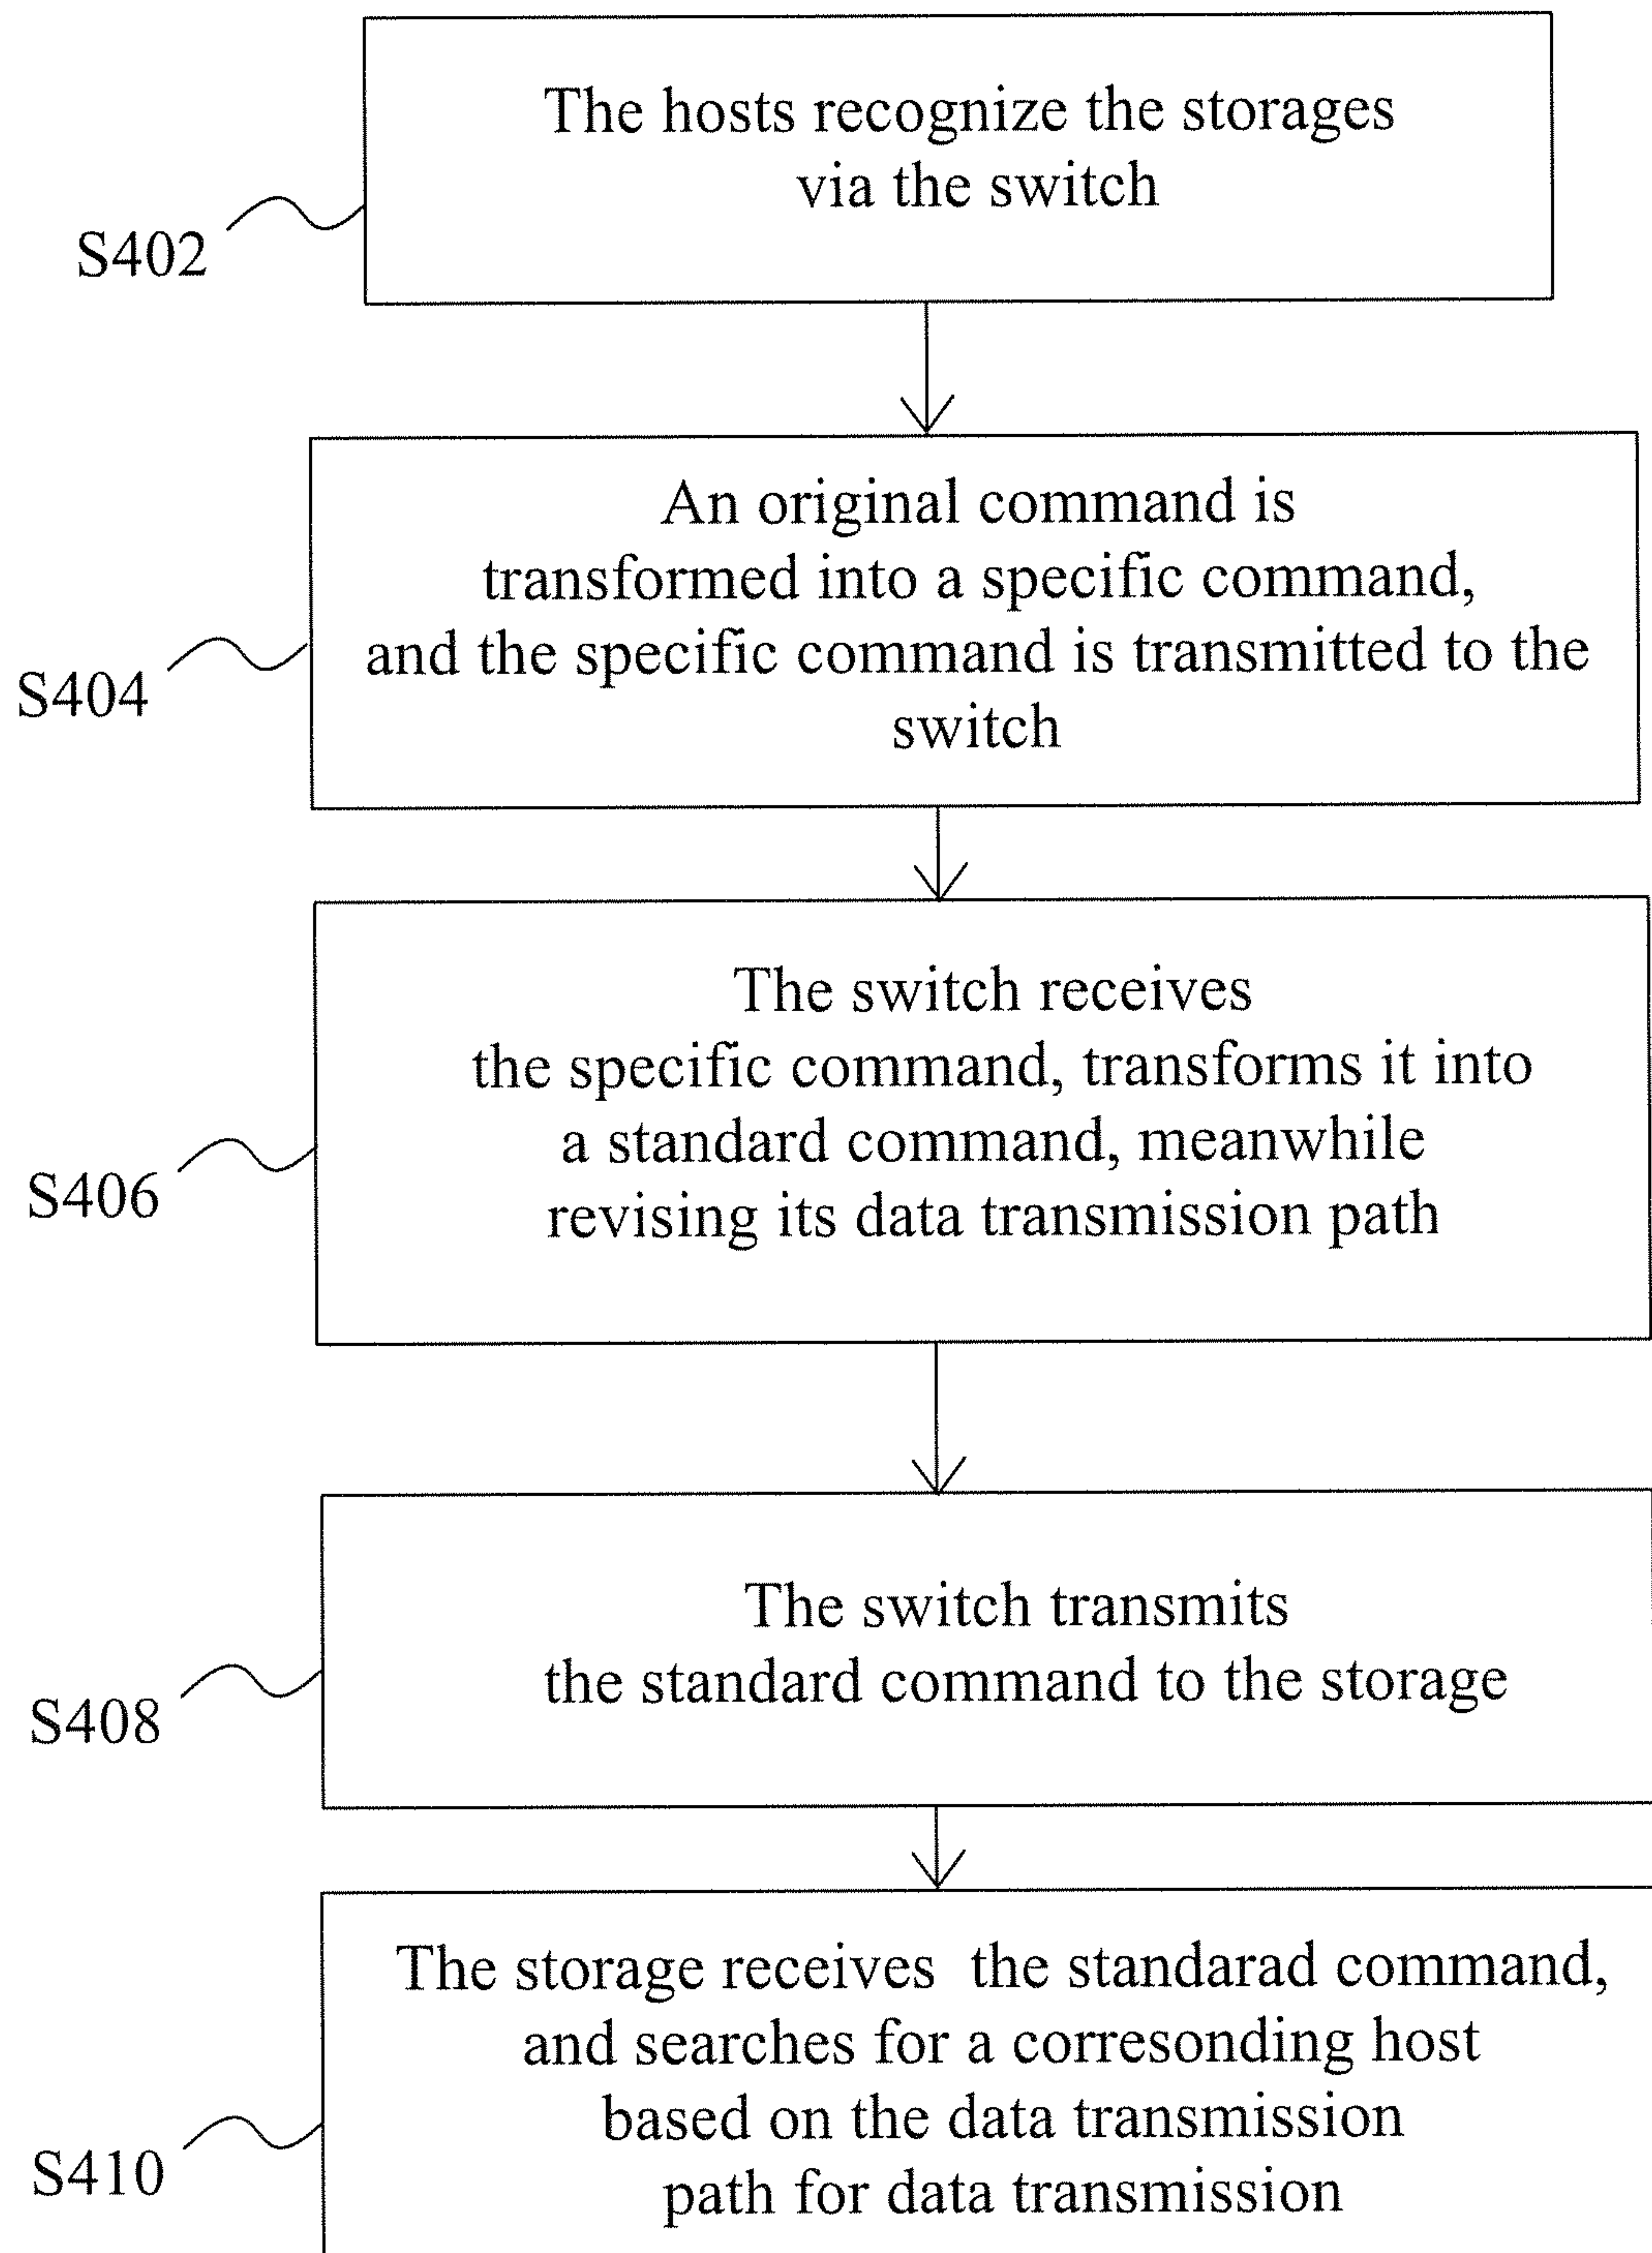 The hosts recognize the storages
via the switch
S402
An original command is
transformed into a specific command,
and the specific command is transmitted to the
switch
S404
The switch receives
the specific command, transforms it into
a standard command, meanwhile
revising its data transmission path
S406
The switch transmits
the standard command to the storage
S408
The storage receives the standarad command,
and searches for a corresonding host
based on the data transmission
path for data transmission
S410